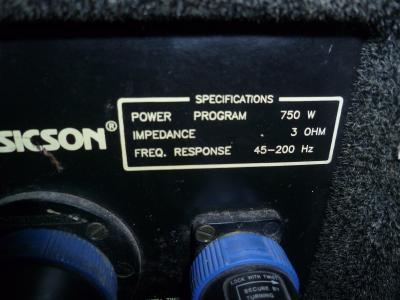 SPECIFICATIONS
POWER PROGRAM 750 W
IMPEDANCE . 3 OHM
FREQ. RESPONSE 45-200 Hz
SICSON®
LOCK WITH TWIST
SECURE BY
TURNING